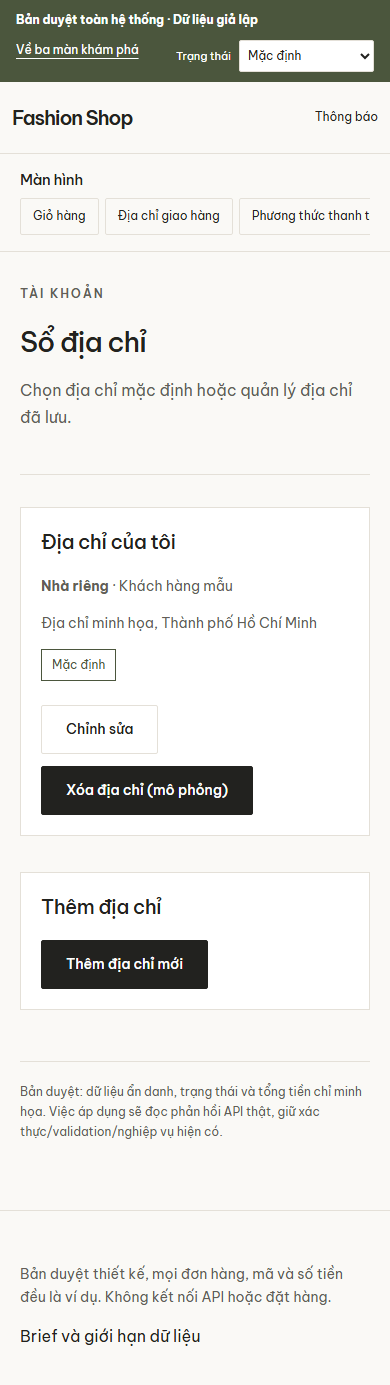 Bản duyệt toàn hệ thống · Dữ liệu giả lập
Về ba màn khám phá
Trạng thái
Mặc định
Fashion Shop
Thông báo
Màn hình
Giỏ hàng
Địa chỉ giao hàng
Phương thức thanh t
TÀI KHOẢN
Sổ địa chỉ
Chọn địa chỉ mặc định hoặc quản lý địa chỉ
đã lưu.
Địa chỉ của tôi
Nhà riêng · Khách hàng mẫu
Địa chỉ minh họa, Thành phố Hồ Chí Minh
Mặc định
Chỉnh sửa
Xóa địa chỉ (mô phỏng)
Thêm địa chỉ
Thêm địa chỉ mới
Bản duyệt: dữ liệu ẩn danh, trạng thái và tổng tiền chỉ minh
họa. Việc áp dụng sẽ đọc phản hồi API thật, giữ xác
thực/validation/nghiệp vụ hiện có.
Bản duyệt thiết kế, mọi đơn hàng, mã và số tiền
đều là ví dụ. Không kết nối API hoặc đặt hàng.
Brief và giới hạn dữ liệu